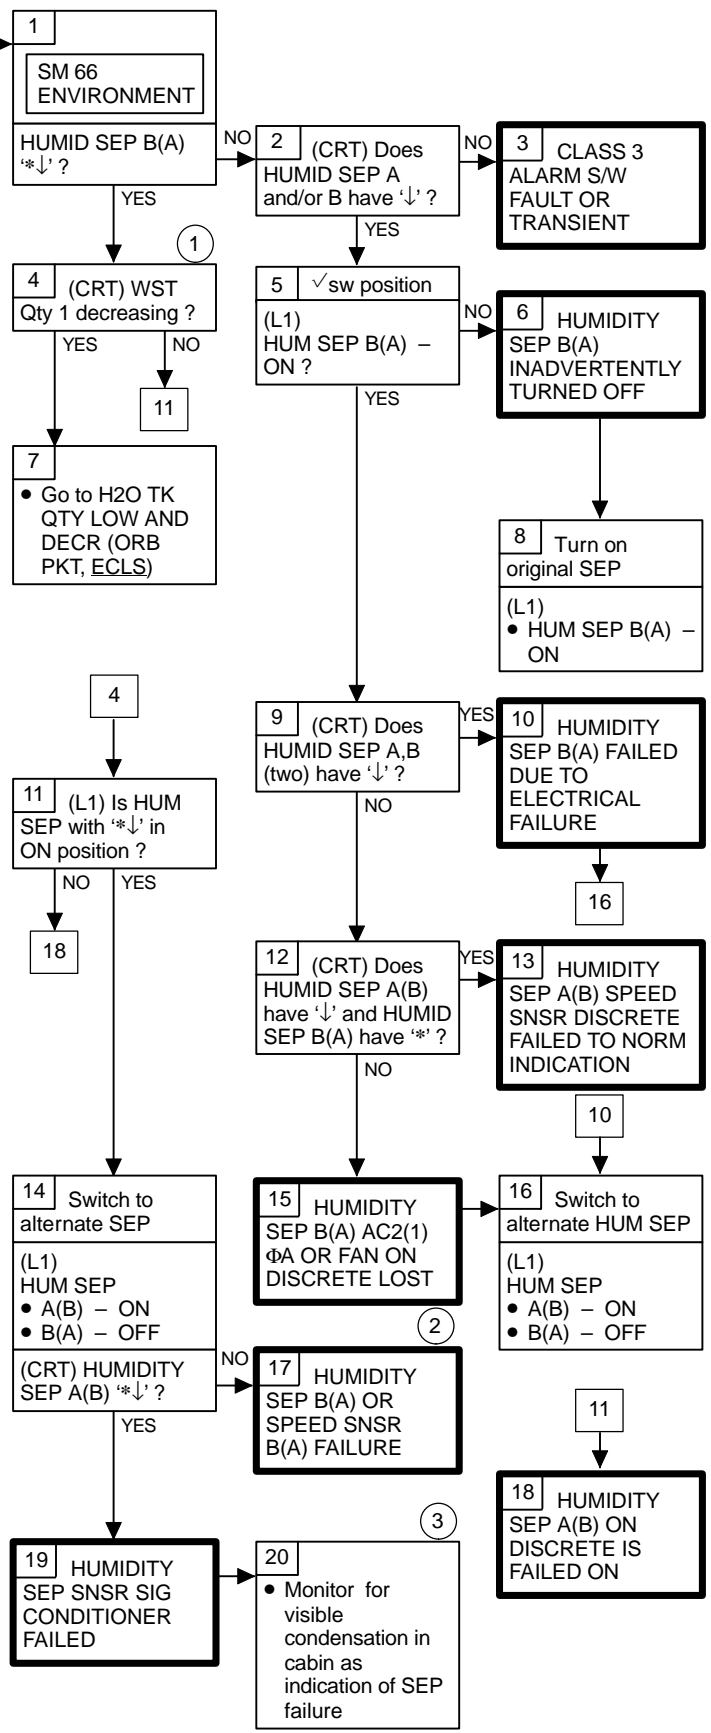 1
SM 66
ENVIRONMENT
HUMID SEP B(A)
‘*↓’ ?
NO
YES
2
(CRT) Does
HUMID SEP A
and/or B have ‘↓’ ?
NO
YES
3
CLASS 3
ALARM S/W
FAULT OR
TRANSIENT
1
4
(CRT) WST
Qty 1 decreasing ?
YES
NO
11
5
√sw position
(L1)
HUM SEP B(A) –
ON ?
NO
YES
6
HUMIDITY
SEP B(A)
INADVERTENTLY
TURNED OFF
7
• Go to H2O TK
QTY LOW AND
DECR (ORB
PKT, ECLS)
8
Turn on
original SEP
(L1)
• HUM SEP B(A) –
ON
4
9
(CRT) Does
HUMID SEP A,B
(two) have ‘↓’ ?
YES
NO
10
HUMIDITY
SEP B(A) FAILED
DUE TO
ELECTRICAL
FAILURE
16
11
(L1) Is HUM
SEP with ‘*↓’ in
ON position ?
NO
YES
18
12
(CRT) Does
HUMID SEP A(B)
have ‘↓’ and HUMID
SEP B(A) have ‘*’ ?
YES
NO
13
HUMIDITY
SEP A(B) SPEED
SNSR DISCRETE
FAILED TO NORM
INDICATION
10
14
Switch to
alternate SEP
(L1)
HUM SEP
• A(B) – ON
• B(A) – OFF
(CRT) HUMIDITY
SEP A(B) ‘*↓’ ?
NO
YES
15
HUMIDITY
SEP B(A) AC2(1)
ΦA OR FAN ON
DISCRETE LOST
16
Switch to
alternate HUM SEP
(L1)
HUM SEP
• A(B) – ON
• B(A) – OFF
2
17
HUMIDITY
SEP B(A) OR
SPEED SNSR
B(A) FAILURE
11
18
HUMIDITY
SEP A(B) ON
DISCRETE IS
FAILED ON
19
HUMIDITY
SEP SNSR SIG
CONDITIONER
FAILED
3
20
• Monitor for
visible
condensation in
cabin as
indication of SEP
failure